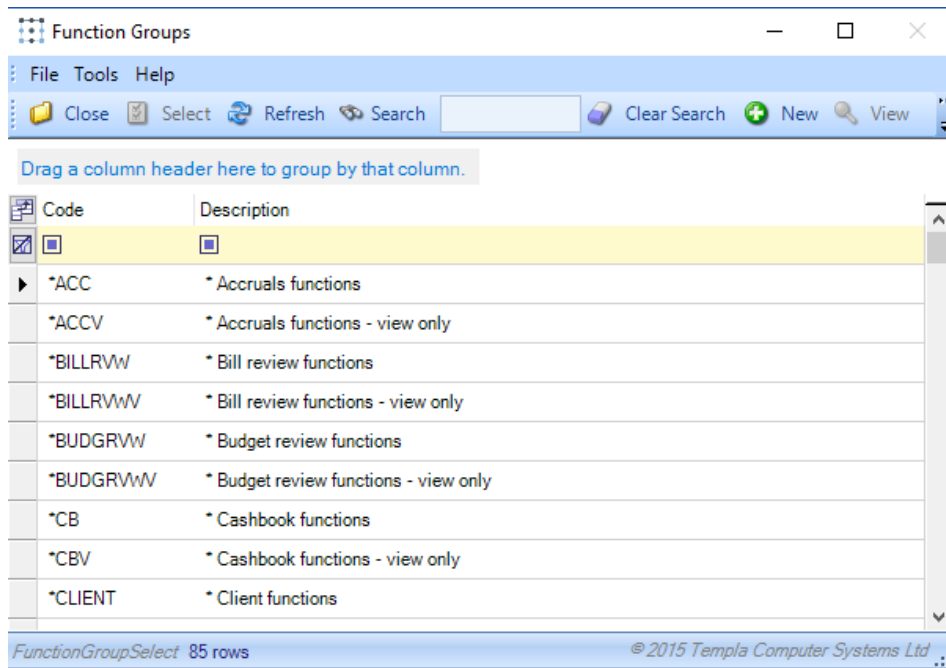 Function Groups
File Tools Help
Close Select Refresh Search Clear Search New View
Drag a column header here to group by that column.
Code Description
*ACC * Accruals functions
*ACCV * Accruals functions - view only
*BILLRVW * Bill review functions
*BILLRVWV * Bill review functions - view only
*BUDGRVW * Budget review functions
*BUDGRVWV * Budget review functions - view only
*CB * Cashbook functions
*CBV * Cashbook functions - view only
*CLIENT * Client functions
FunctionGroupSelect 85 rows © 2015 Templa Computer Systems Ltd